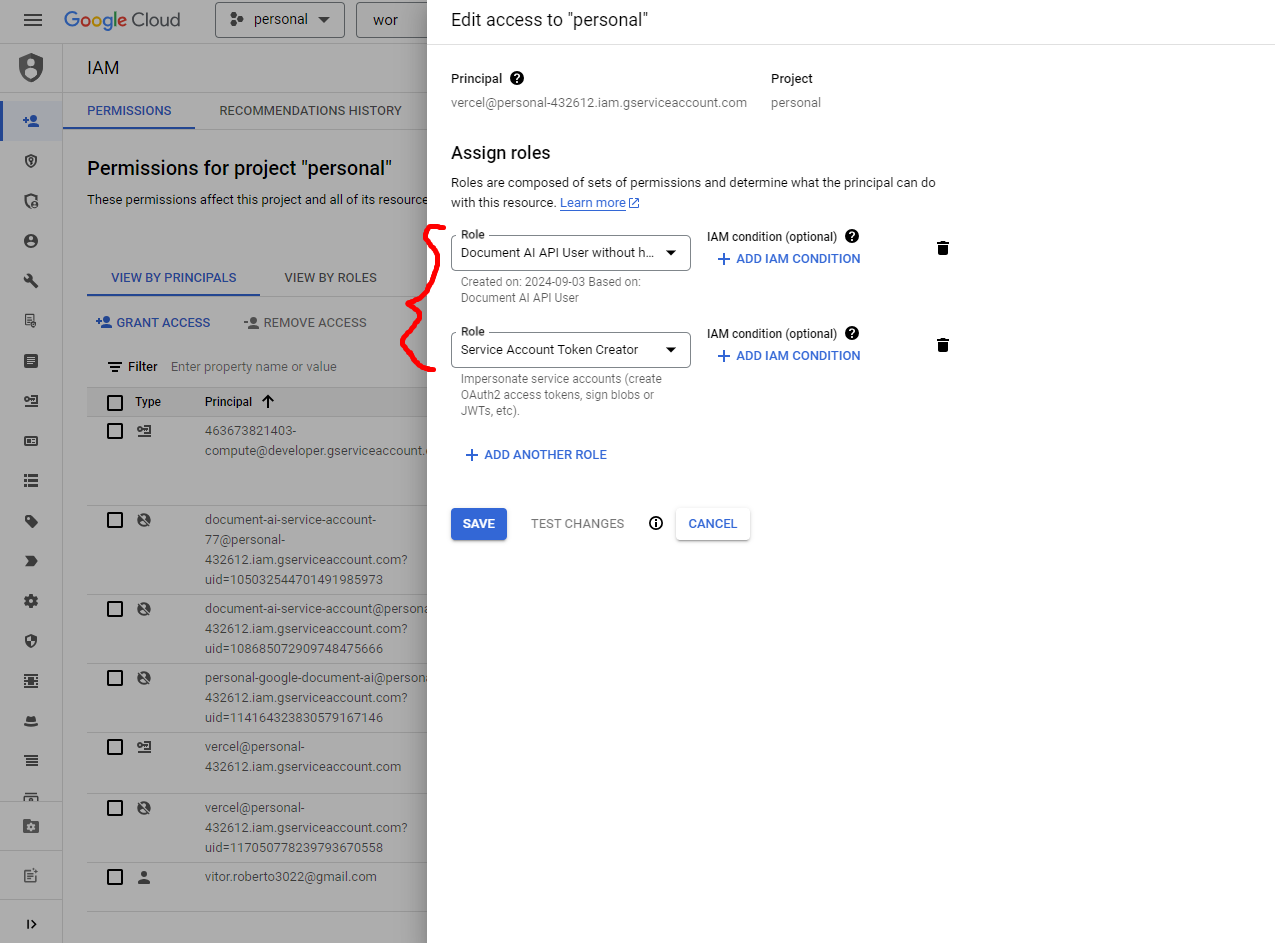 Google Cloud
personal
wor
IAM
PERMISSIONS
RECOMMENDATIONS HISTORY
Permissions for project "personal"
These permissions affect this project and all of its resource
VIEW BY PRINCIPALS
VIEW BY ROLES
GRANT ACCESS
REMOVE ACCESS
Filter
Enter property name or value
Type
Principal
463673821403-
compute@developer.gserviceaccount.
document-ai-service-account-
77@personal-
432612.iam.gserviceaccount.com?
uid=105032544701491985973
document-ai-service-account@persona
432612.iam.gserviceaccount.com?
uid=108685072909748475666
personal-google-document-ai@persona
432612.iam.gserviceaccount.com?
uid=114164323830579167146
vercel@personal-
432612.iam.gserviceaccount.com
vercel@personal-
432612.iam.gserviceaccount.com?
uid=117050778239793670558
vitor.roberto3022@gmail.com
Edit access to "personal"
Principal
Project
vercel@personal-432612.iam.gserviceaccount.com
personal
Assign roles
Roles are composed of sets of permissions and determine what the principal can do
with this resource. Learn more
Role
Document AI API User without h...
IAM condition (optional)
ADD IAM CONDITION
Created on: 2024-09-03 Based on:
Document AI API User
Role
Service Account Token Creator
IAM condition (optional)
ADD IAM CONDITION
Impersonate service accounts (create
OAuth2 access tokens, sign blobs or
JWTs, etc).
ADD ANOTHER ROLE
SAVE
TEST CHANGES
CANCEL